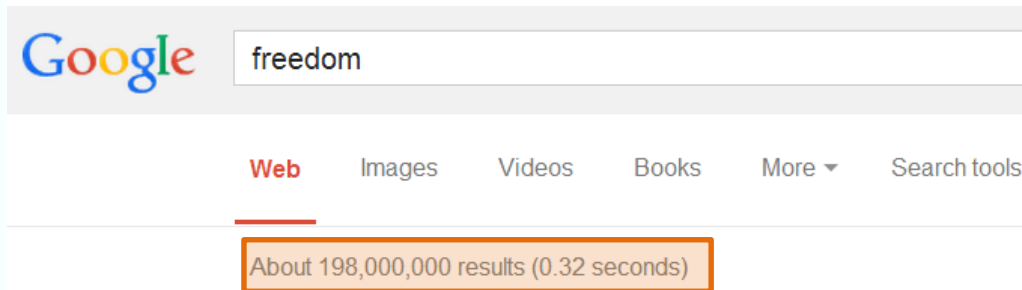 Google freedom
Web Images Videos Books More Search tools
About 198,000,000 results (0.32 seconds)